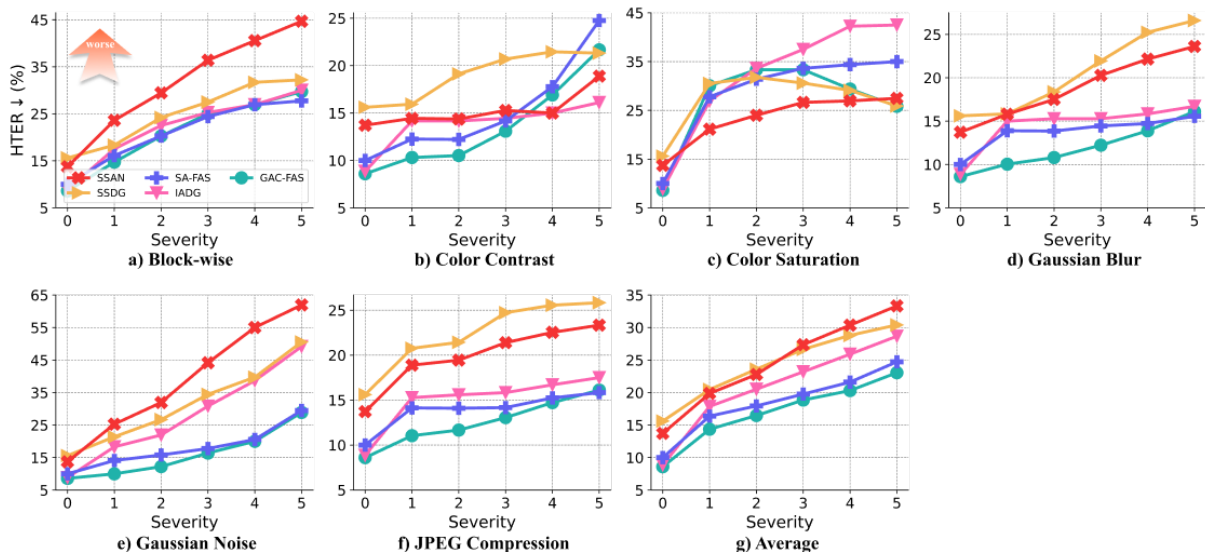 HTER ↓ (%)
45
35
25
15
5
worse
SSAN
SSDG
SA-FAS
IADG
GAC-FAS
0 1 2 3 4 5
Severity
a) Block-wise
25
20
15
10
5
0 1 2 3 4 5
Severity
b) Color Contrast
45
35
25
15
5
0 1 2 3 4 5
Severity
c) Color Saturation
25
20
15
10
5
0 1 2 3 4 5
Severity
d) Gaussian Blur
65
55
45
35
25
15
5
0 1 2 3 4 5
Severity
e) Gaussian Noise
25
20
15
10
5
0 1 2 3 4 5
Severity
f) JPEG Compression
35
30
25
20
15
10
5
0 1 2 3 4 5
Severity
g) Average